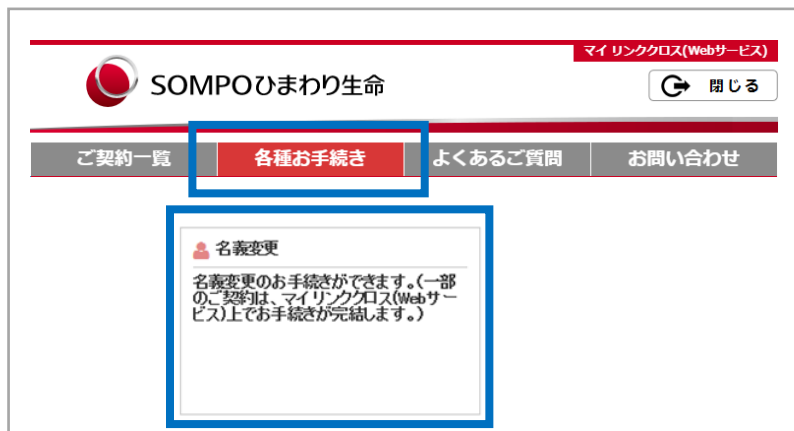 マイ リンククロス(Webサービス)
SOMPOひまわり生命
閉じる
ご契約一覧 各種お手続き よくあるご質問 お問い合わせ
名義変更
名義変更のお手続きができます。(一部
のご契約は、マイ リンククロス(Webサー
ビス)上でお手続きが完結します。)